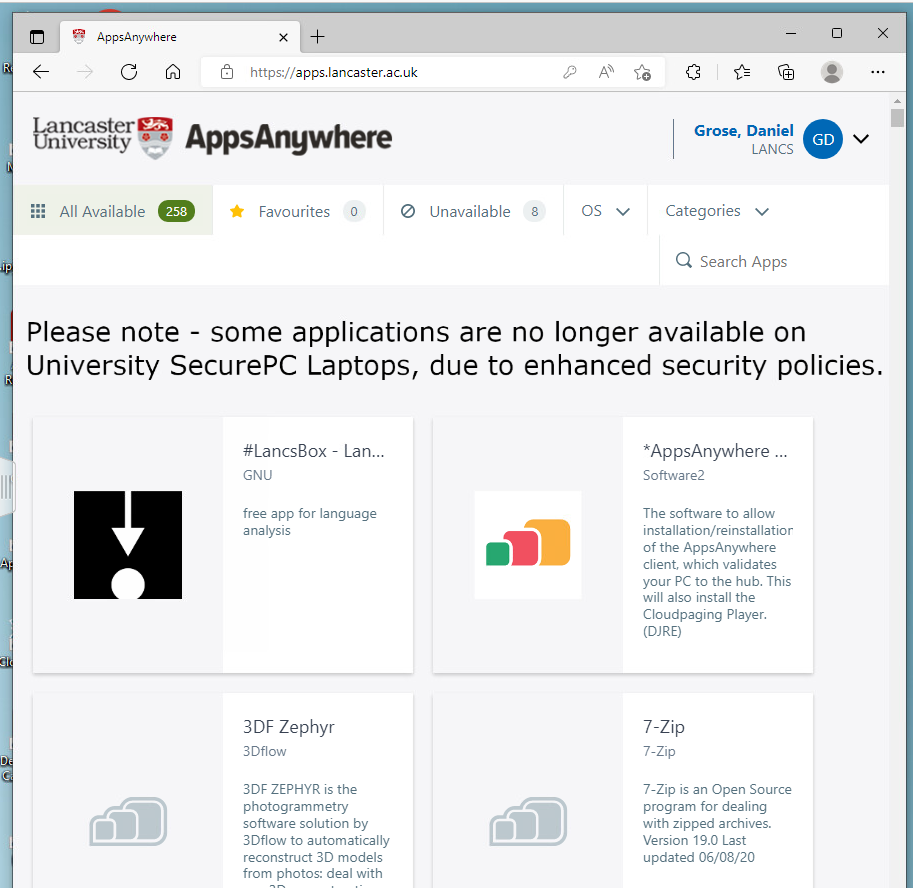 AppsAnywhere
https://apps.lancaster.ac.uk
Lancaster
University
AppsAnywhere
Grose, Daniel
LANCS
GD
All Available 258
Favourites 0
Unavailable 8
OS
Categories
Search Apps
Please note - some applications are no longer available on
University SecurePC Laptops, due to enhanced security policies.
#LancsBox - Lan...
GNU
free app for language
analysis
*AppsAnywhere ...
Software2
The software to allow
installation/reinstallation
of the AppsAnywhere
client, which validates
your PC to the hub. This
will also install the
Cloudpaging Player.
(DJRE)
3DF Zephyr
3Dflow
3DF ZEPHYR is the
photogrammetry
software solution by
3Dflow to automatically
reconstruct 3D models
from photos: deal with
7-Zip
7-Zip
7-Zip is an Open Source
program for dealing
with zipped archives.
Version 19.0 Last
updated 06/08/20